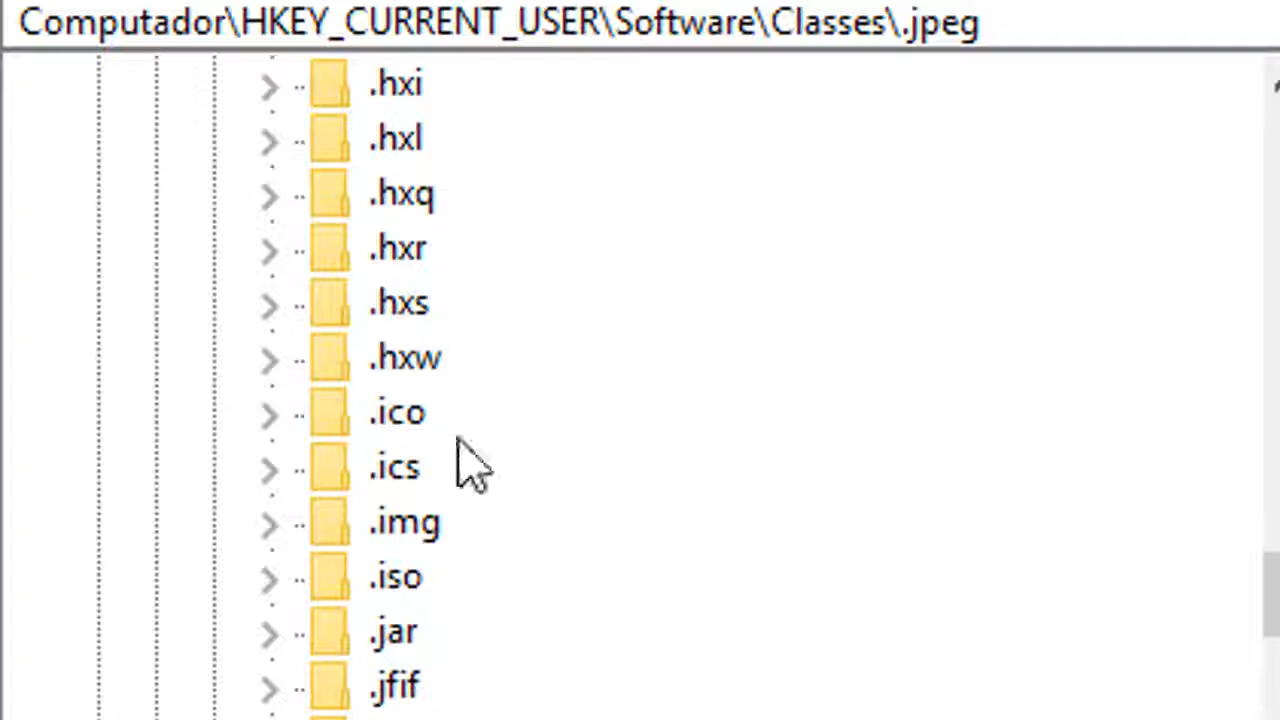 Computador\HKEY_CURRENT_USER\Software\Classes\.jpeg
.hxi
.hxl
.hxq
.hxr
.hxs
.hxw
.ico
.ics
.img
.iso
.jar
.jfif